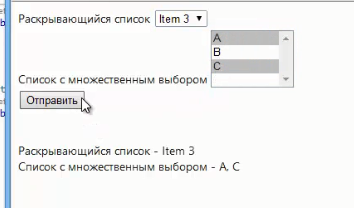 Раскрывающийся список Item 3
A
B
C
Список с множественным выбором
Отправить
Раскрывающийся список - Item 3
Список с множественным выбором - A, C